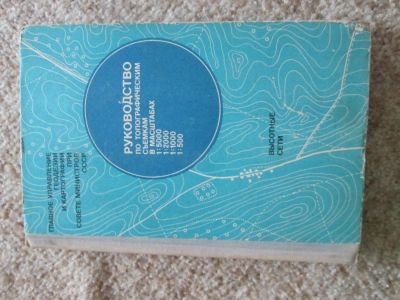 ГЛАВНОЕ УПРАВЛЕНИЕ
ГЕОДЕЗИИ
И КАРТОГРАФИИ
ПРИ
СОВЕТЕ МИНИСТРОВ
СССР
РУКОВОДСТВО
ПО ТОПОГРАФИЧЕСКИМ
СЪЕМКАМ
В МАСШТАБАХ
1:5000
1:2000
1:1000
1:500
ВЫСОТНЫЕ
СЕТИ